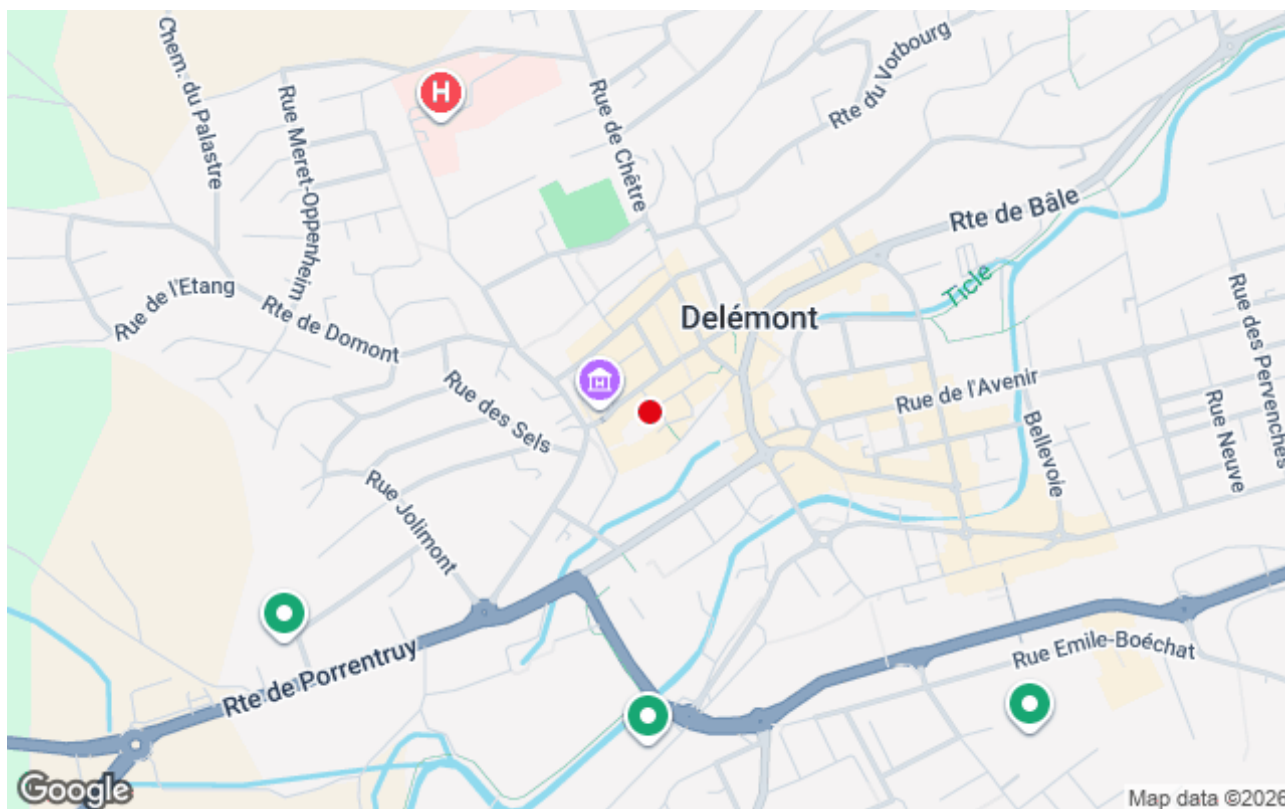 Chem. du Palastre
Rue Meret-Oppenheim
H
Rue de Chêtre
Rte du Vorbourg
Rte de Bâle
Ticle
Rue de l'Etang
Rte de Domont
Delémont
Rue des Pervenches
Rue de l'Avenir
Rue des Sels
Rue Neuve
Bellevoie
Rue Jolimont
Rte de Porrentruy
Rue Emile-Boéchat
Google
Map data ©2026